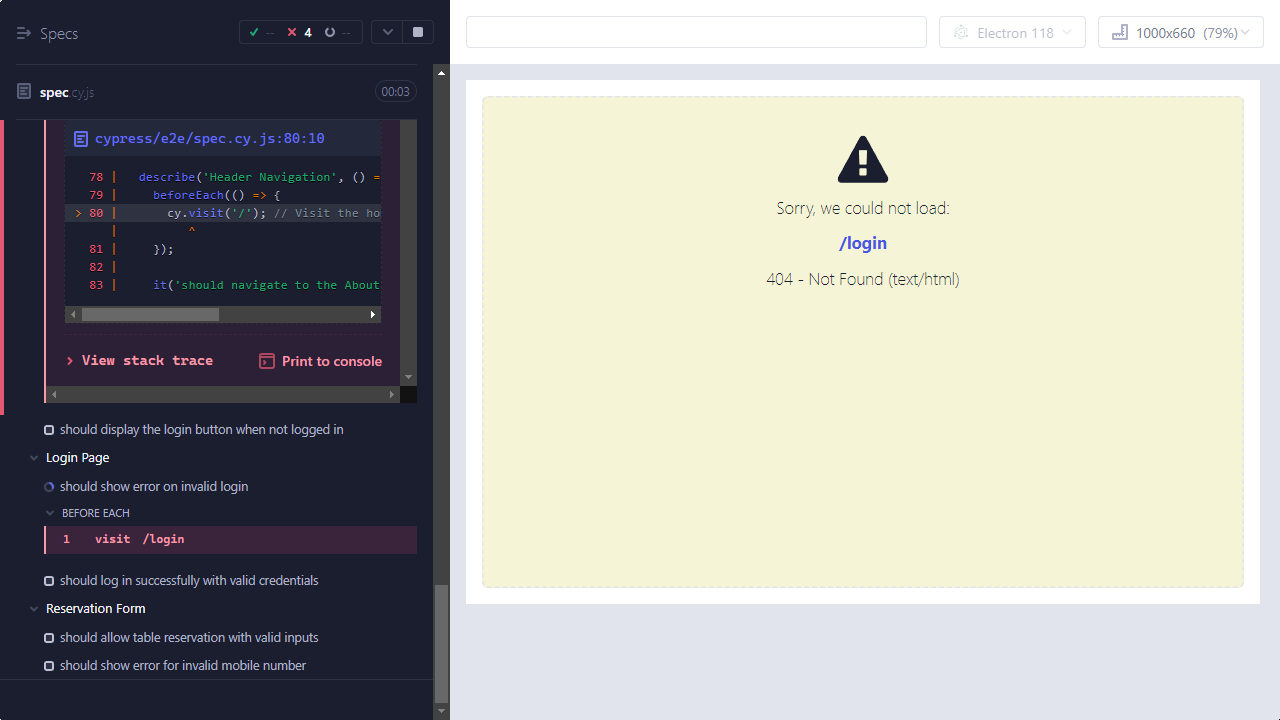 Specs
-- 4 --
Electron 118
1000x660 (79%)
spec.cy.js
00:03
cypress/e2e/spec.cy.js:80:10
78 | describe('Header Navigation', () =
79 | beforeEach(() => {
> 80 | cy.visit('/'); // Visit the ho
| ^
81 | });
82 |
83 | it('should navigate to the About
> View stack trace
Print to console
should display the login button when not logged in
Login Page
should show error on invalid login
BEFORE EACH
1 visit /login
should log in successfully with valid credentials
Reservation Form
should allow table reservation with valid inputs
should show error for invalid mobile number
Sorry, we could not load:
/login
404 - Not Found (text/html)